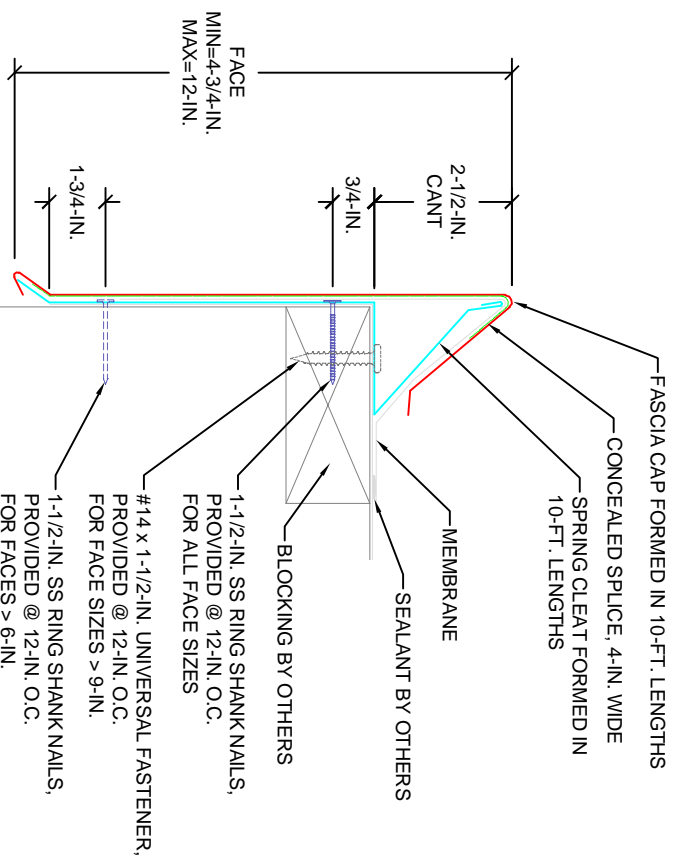 FACE
MIN=4-3/4-IN.
MAX=12-IN.
2-1/2-IN.
CANT
3/4-IN.
1-3/4-IN.
FASCIA CAP FORMED IN 10-FT. LENGTHS
CONCEALED SPLICE, 4-IN. WIDE
SPRING CLEAT FORMED IN
10-FT. LENGTHS
MEMBRANE
SEALANT BY OTHERS
BLOCKING BY OTHERS
1-1/2-IN. SS RING SHANK NAILS,
PROVIDED @ 12-IN. O.C.
FOR ALL FACE SIZES
#14 x 1-1/2-IN. UNIVERSAL FASTENER,
PROVIDED @ 12-IN. O.C.
FOR FACE SIZES > 9-IN.
1-1/2-IN. SS RING SHANK NAILS,
PROVIDED @ 12-IN. O.C.
FOR FACES > 6-IN.